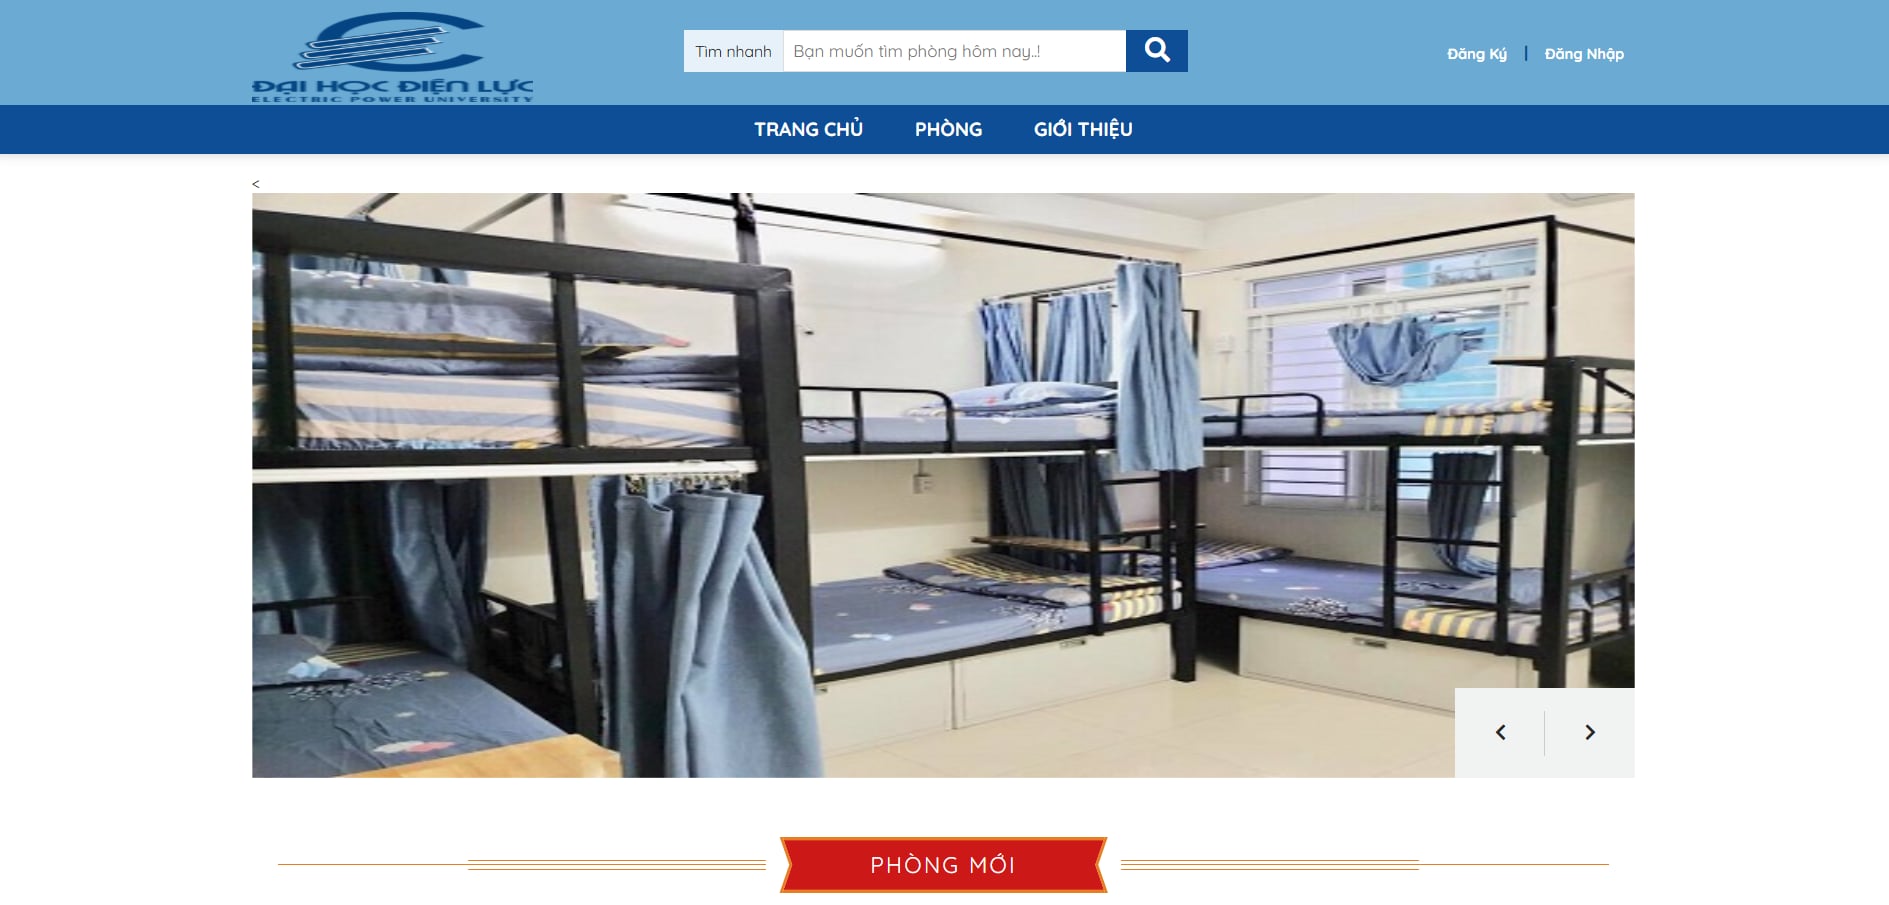 ĐẠI HỌC ĐIỆN LỰC
ELECTRIC POWER UNIVERSITY
Tìm nhanh
Bạn muốn tìm phòng hôm nay..!
Đăng Ký | Đăng Nhập
TRANG CHỦ PHÒNG GIỚI THIỆU
<
PHÒNG MỚI